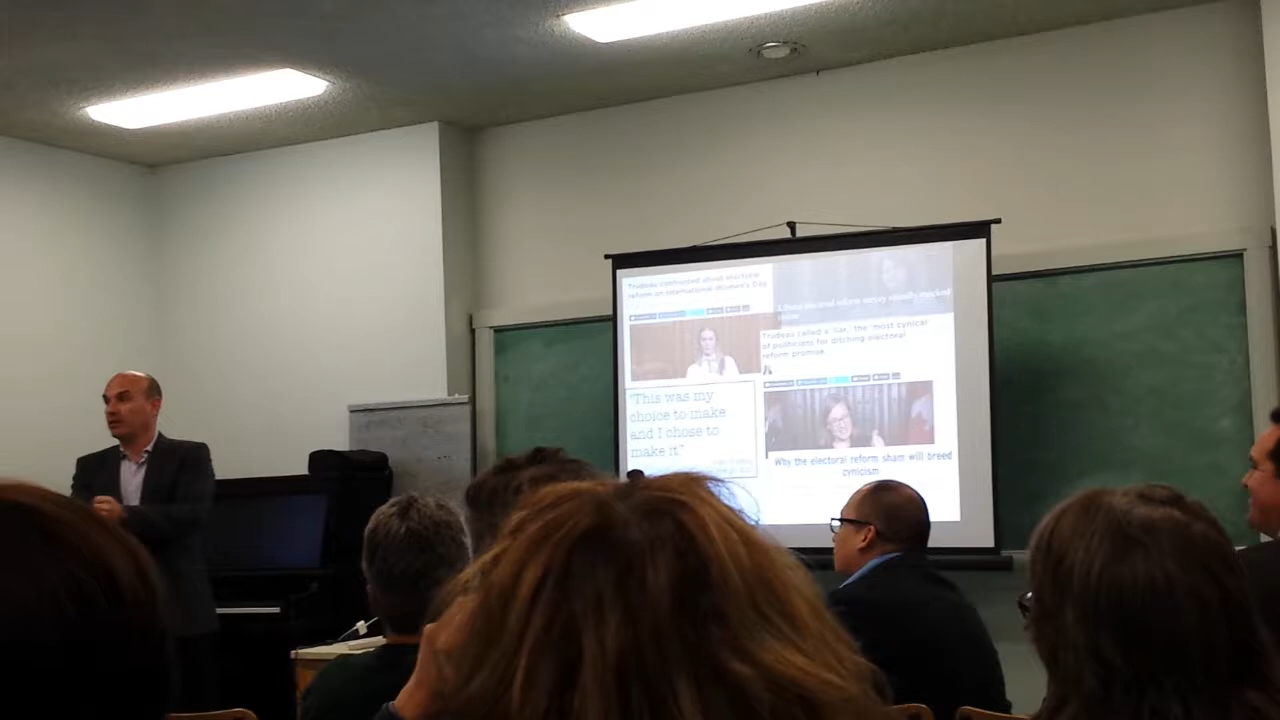 Trudeau confronted about electoral
reform on International Women's Day
Liberal electoral reform survey roundly mocked
Trudeau called a 'liar,' the 'most cynical
of politicians for ditching electoral
reform promise.
"This was my
choice to make
and I chose to
make it"
Why the electoral reform sham will breed
cynicism